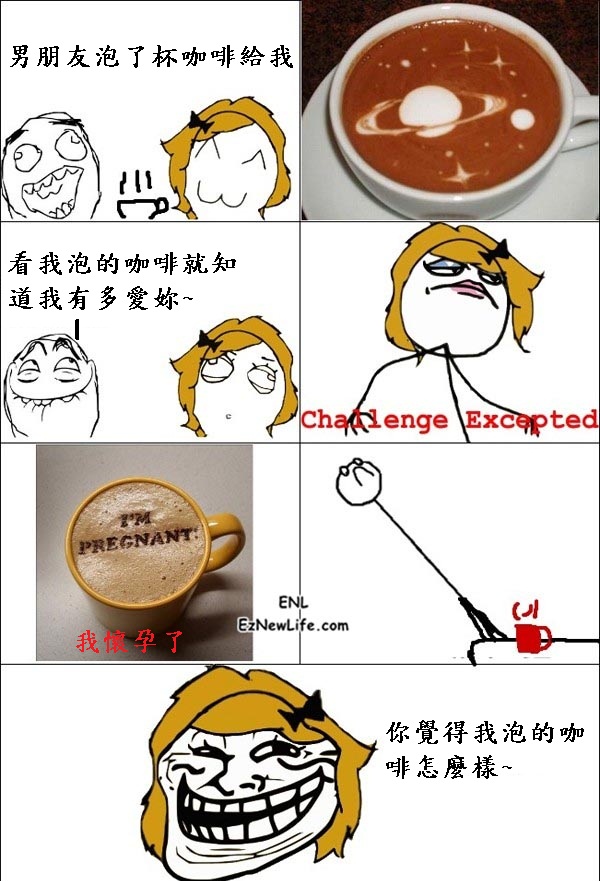 男朋友泡了杯咖啡給我
看我泡的咖啡就知
道我有多愛妳~
Challenge Excepted
I'M
PREGNANT.
我懷孕了
ENL
EzNewLife.com
你覺得我泡的咖
啡怎麼樣~